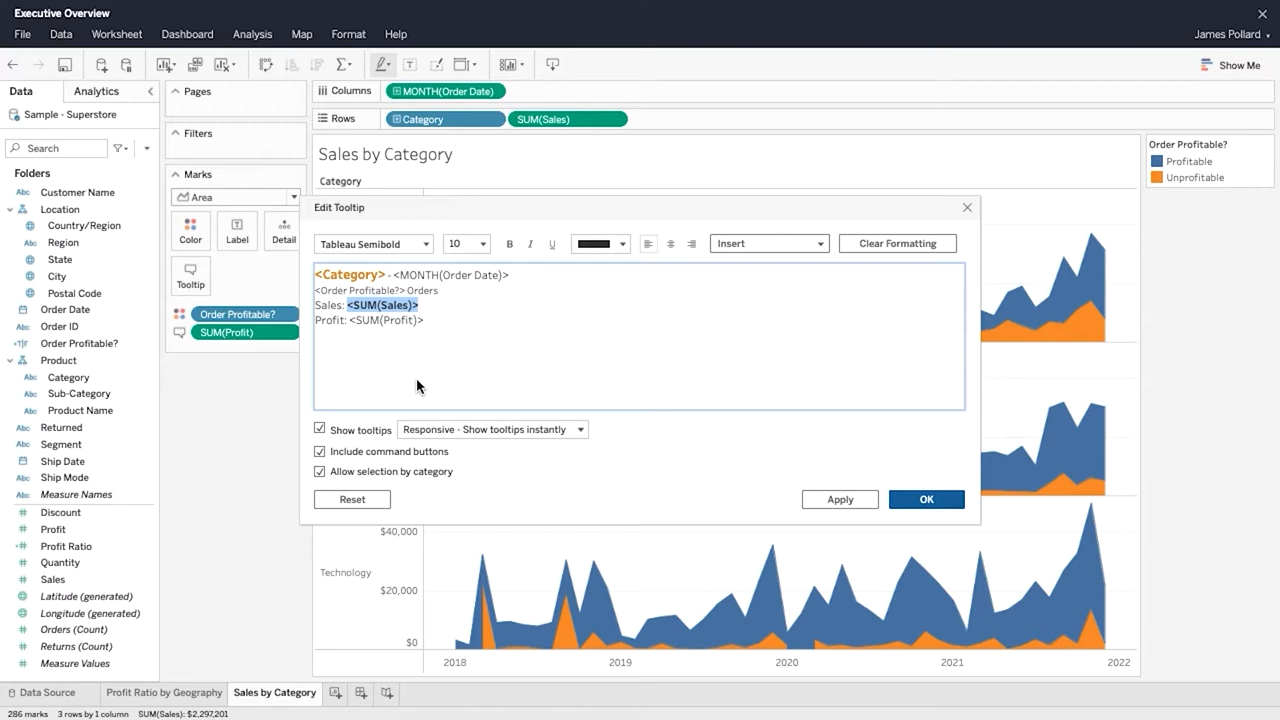 Executive Overview
File Data Worksheet Dashboard Analysis Map Format Help James Pollard
Show Me
Data Analytics
Sample - Superstore
Search
Folders
Customer Name
Location
Country/Region
Region
State
City
Postal Code
Order Date
Order ID
Order Profitable?
Product
Category
Sub-Category
Product Name
Returned
Segment
Ship Date
Ship Mode
Measure Names
Discount
Profit
Profit Ratio
Quantity
Sales
Latitude (generated)
Longitude (generated)
Orders (Count)
Returns (Count)
Measure Values
Pages
Filters
Marks
Area
Color Label Detail
Tooltip
Order Profitable?
SUM(Profit)
Columns MONTH(Order Date)
Rows Category SUM(Sales)
Sales by Category
Category
Edit Tooltip
Tableau Semibold 10 B I U Insert Clear Formatting
<Category> - <MONTH(Order Date)>
<Order Profitable?> Orders
Sales: <SUM(Sales)>
Profit: <SUM(Profit)>
Show tooltips Responsive - Show tooltips instantly
Include command buttons
Allow selection by category
Reset Apply OK
$40,000
Technology
$20,000
$0
2018 2019 2020 2021 2022
Order Profitable?
Profitable
Unprofitable
Data Source Profit Ratio by Geography Sales by Category
286 marks 3 rows by 1 column SUM(Sales): $2,297,201